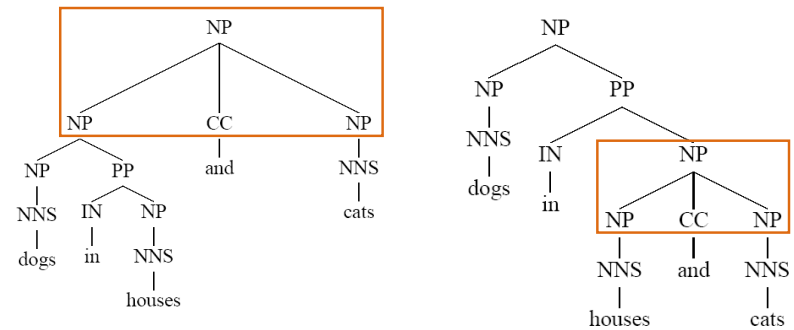 NP
NP CC NP
NP PP and NNS
NNS IN NP cats
dogs in NNS
houses
NP
NP PP
NNS IN NP
dogs in NP CC NP
NNS and NNS
houses cats